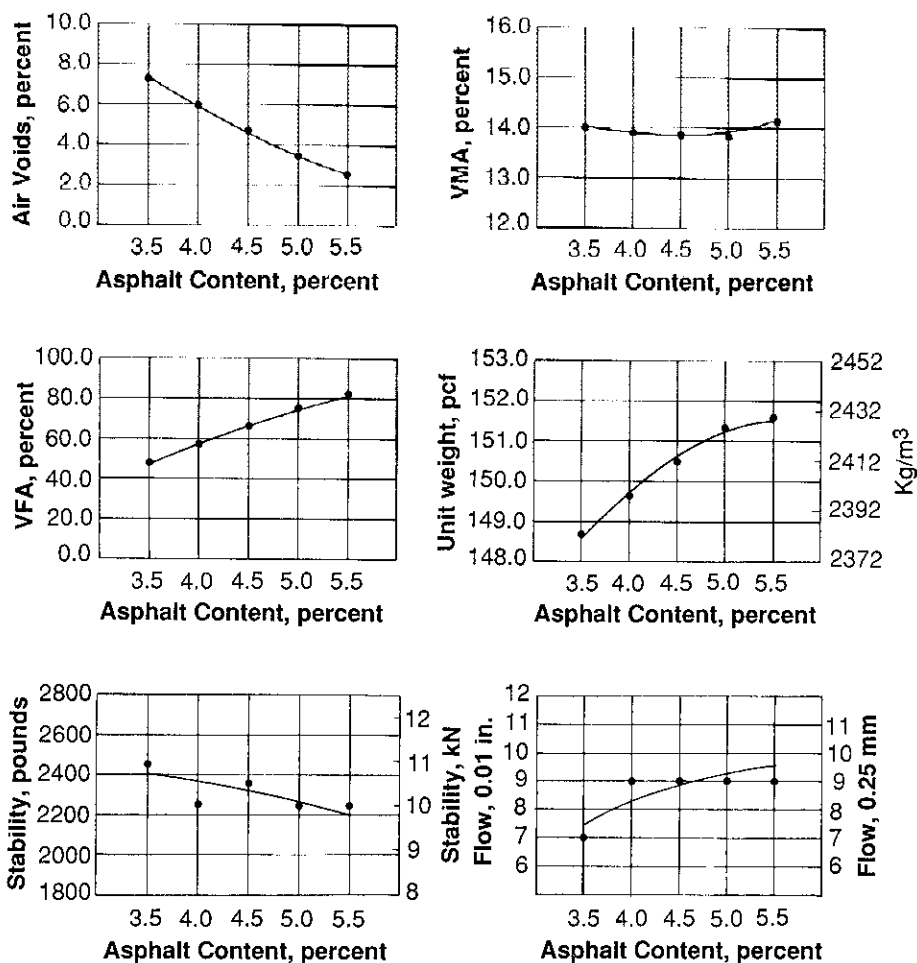 Air Voids, percent
10.0
8.0
6.0
4.0
2.0
0.0
3.5 4.0 4.5 5.0 5.5
Asphalt Content, percent
VMA, percent
16.0
15.0
14.0
13.0
12.0
3.5 4.0 4.5 5.0 5.5
Asphalt Content, percent
VFA, percent
100.0
80.0
60.0
40.0
20.0
0.0
3.5 4.0 4.5 5.0 5.5
Asphalt Content, percent
Unit weight, pcf
153.0
152.0
151.0
150.0
149.0
148.0
2452
2432
2412
2392
2372
Kg/m³
3.5 4.0 4.5 5.0 5.5
Asphalt Content, percent
Stability, pounds
2800
2600
2400
2200
2000
1800
12
11
10
9
8
Stability, kN
3.5 4.0 4.5 5.0 5.5
Asphalt Content, percent
Flow, 0.01 in.
12
11
10
9
8
7
6
11
10
9
8
7
6
Flow, 0.25 mm
3.5 4.0 4.5 5.0 5.5
Asphalt Content, percent